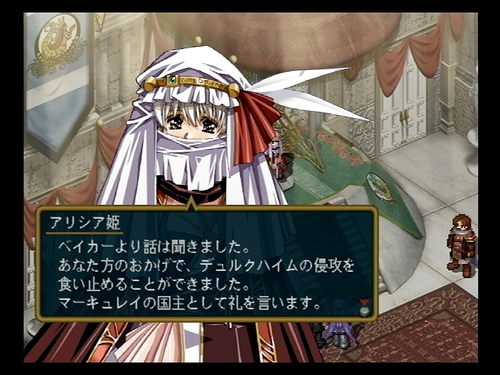 アリシア姫
ベイカーより話は聞きました。
あなた方のおかげで、デュルクハイムの侵攻を
食い止めることができました。
マーキュレイの国主として礼を言います。